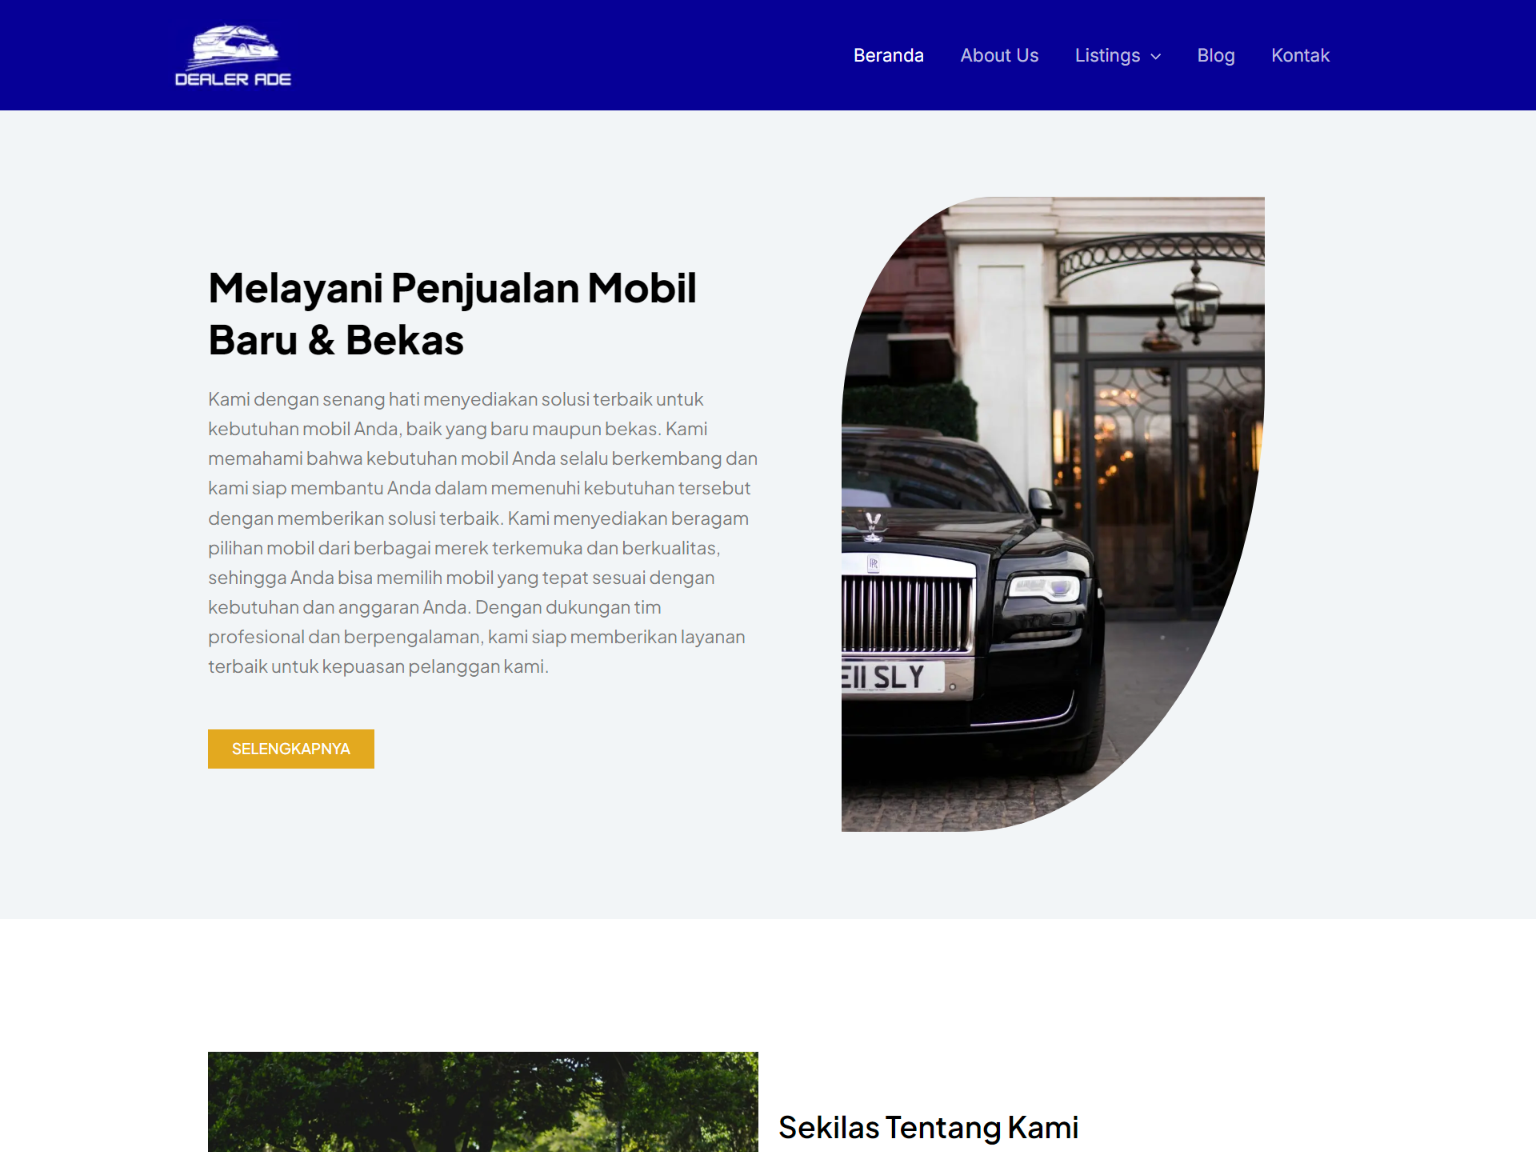 DEALER ADE
Beranda
About Us
Listings
Blog
Kontak
Melayani Penjualan Mobil
Baru & Bekas
Kami dengan senang hati menyediakan solusi terbaik untuk
kebutuhan mobil Anda, baik yang baru maupun bekas. Kami
memahami bahwa kebutuhan mobil Anda selalu berkembang dan
kami siap membantu Anda dalam memenuhi kebutuhan tersebut
dengan memberikan solusi terbaik. Kami menyediakan beragam
pilihan mobil dari berbagai merek terkemuka dan berkualitas,
sehingga Anda bisa memilih mobil yang tepat sesuai dengan
kebutuhan dan anggaran Anda. Dengan dukungan tim
profesional dan berpengalaman, kami siap memberikan layanan
terbaik untuk kepuasan pelanggan kami.
SELENGKAPNYA
E11 SLY
Sekilas Tentang Kami